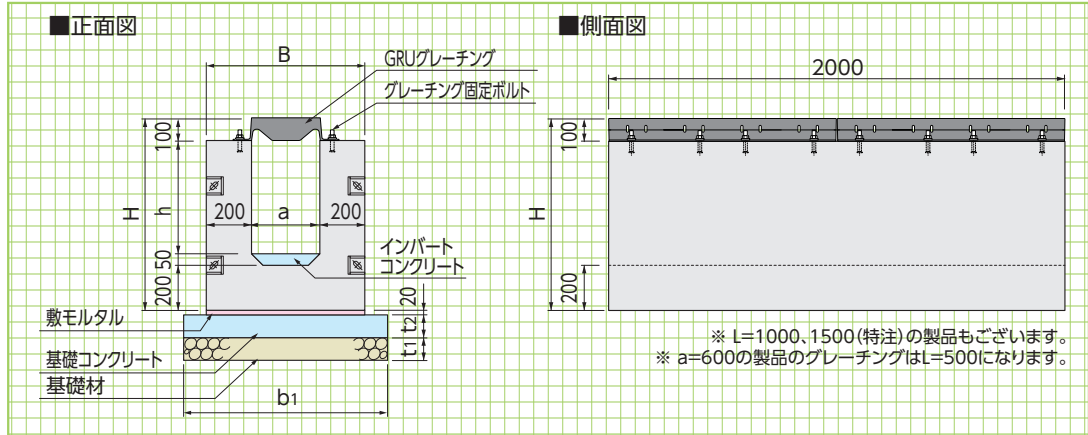 ■正面図
B
GRUグレーチング
グレーチング固定ボルト
100
H
h
200
a
200
50
インバート
コンクリート
200
20
敷モルタル
t2
基礎コンクリート
t1
基礎材
b1
■側面図
2000
100
H
200
※ L=1000、1500(特注)の製品もございます。
※ a=600の製品のグレーチングはL=500になります。